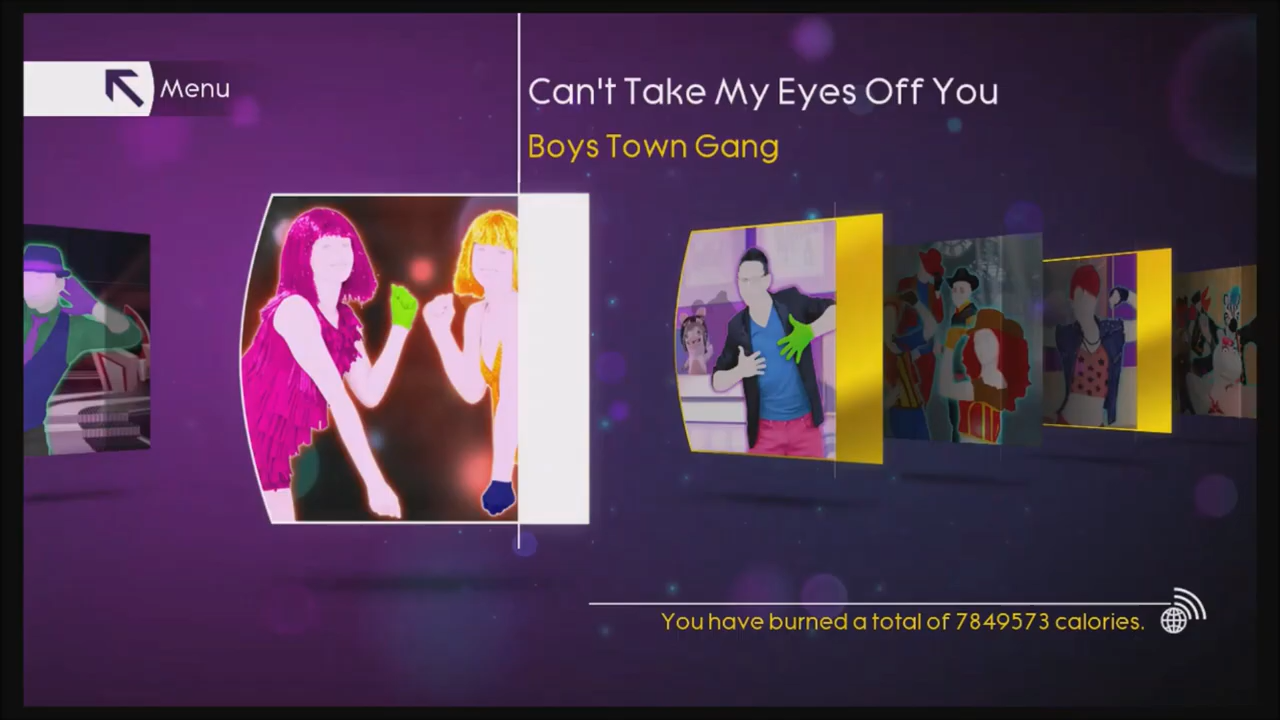 Menu
Can't Take My Eyes Off You
Boys Town Gang
You have burned a total of 7849573 calories.